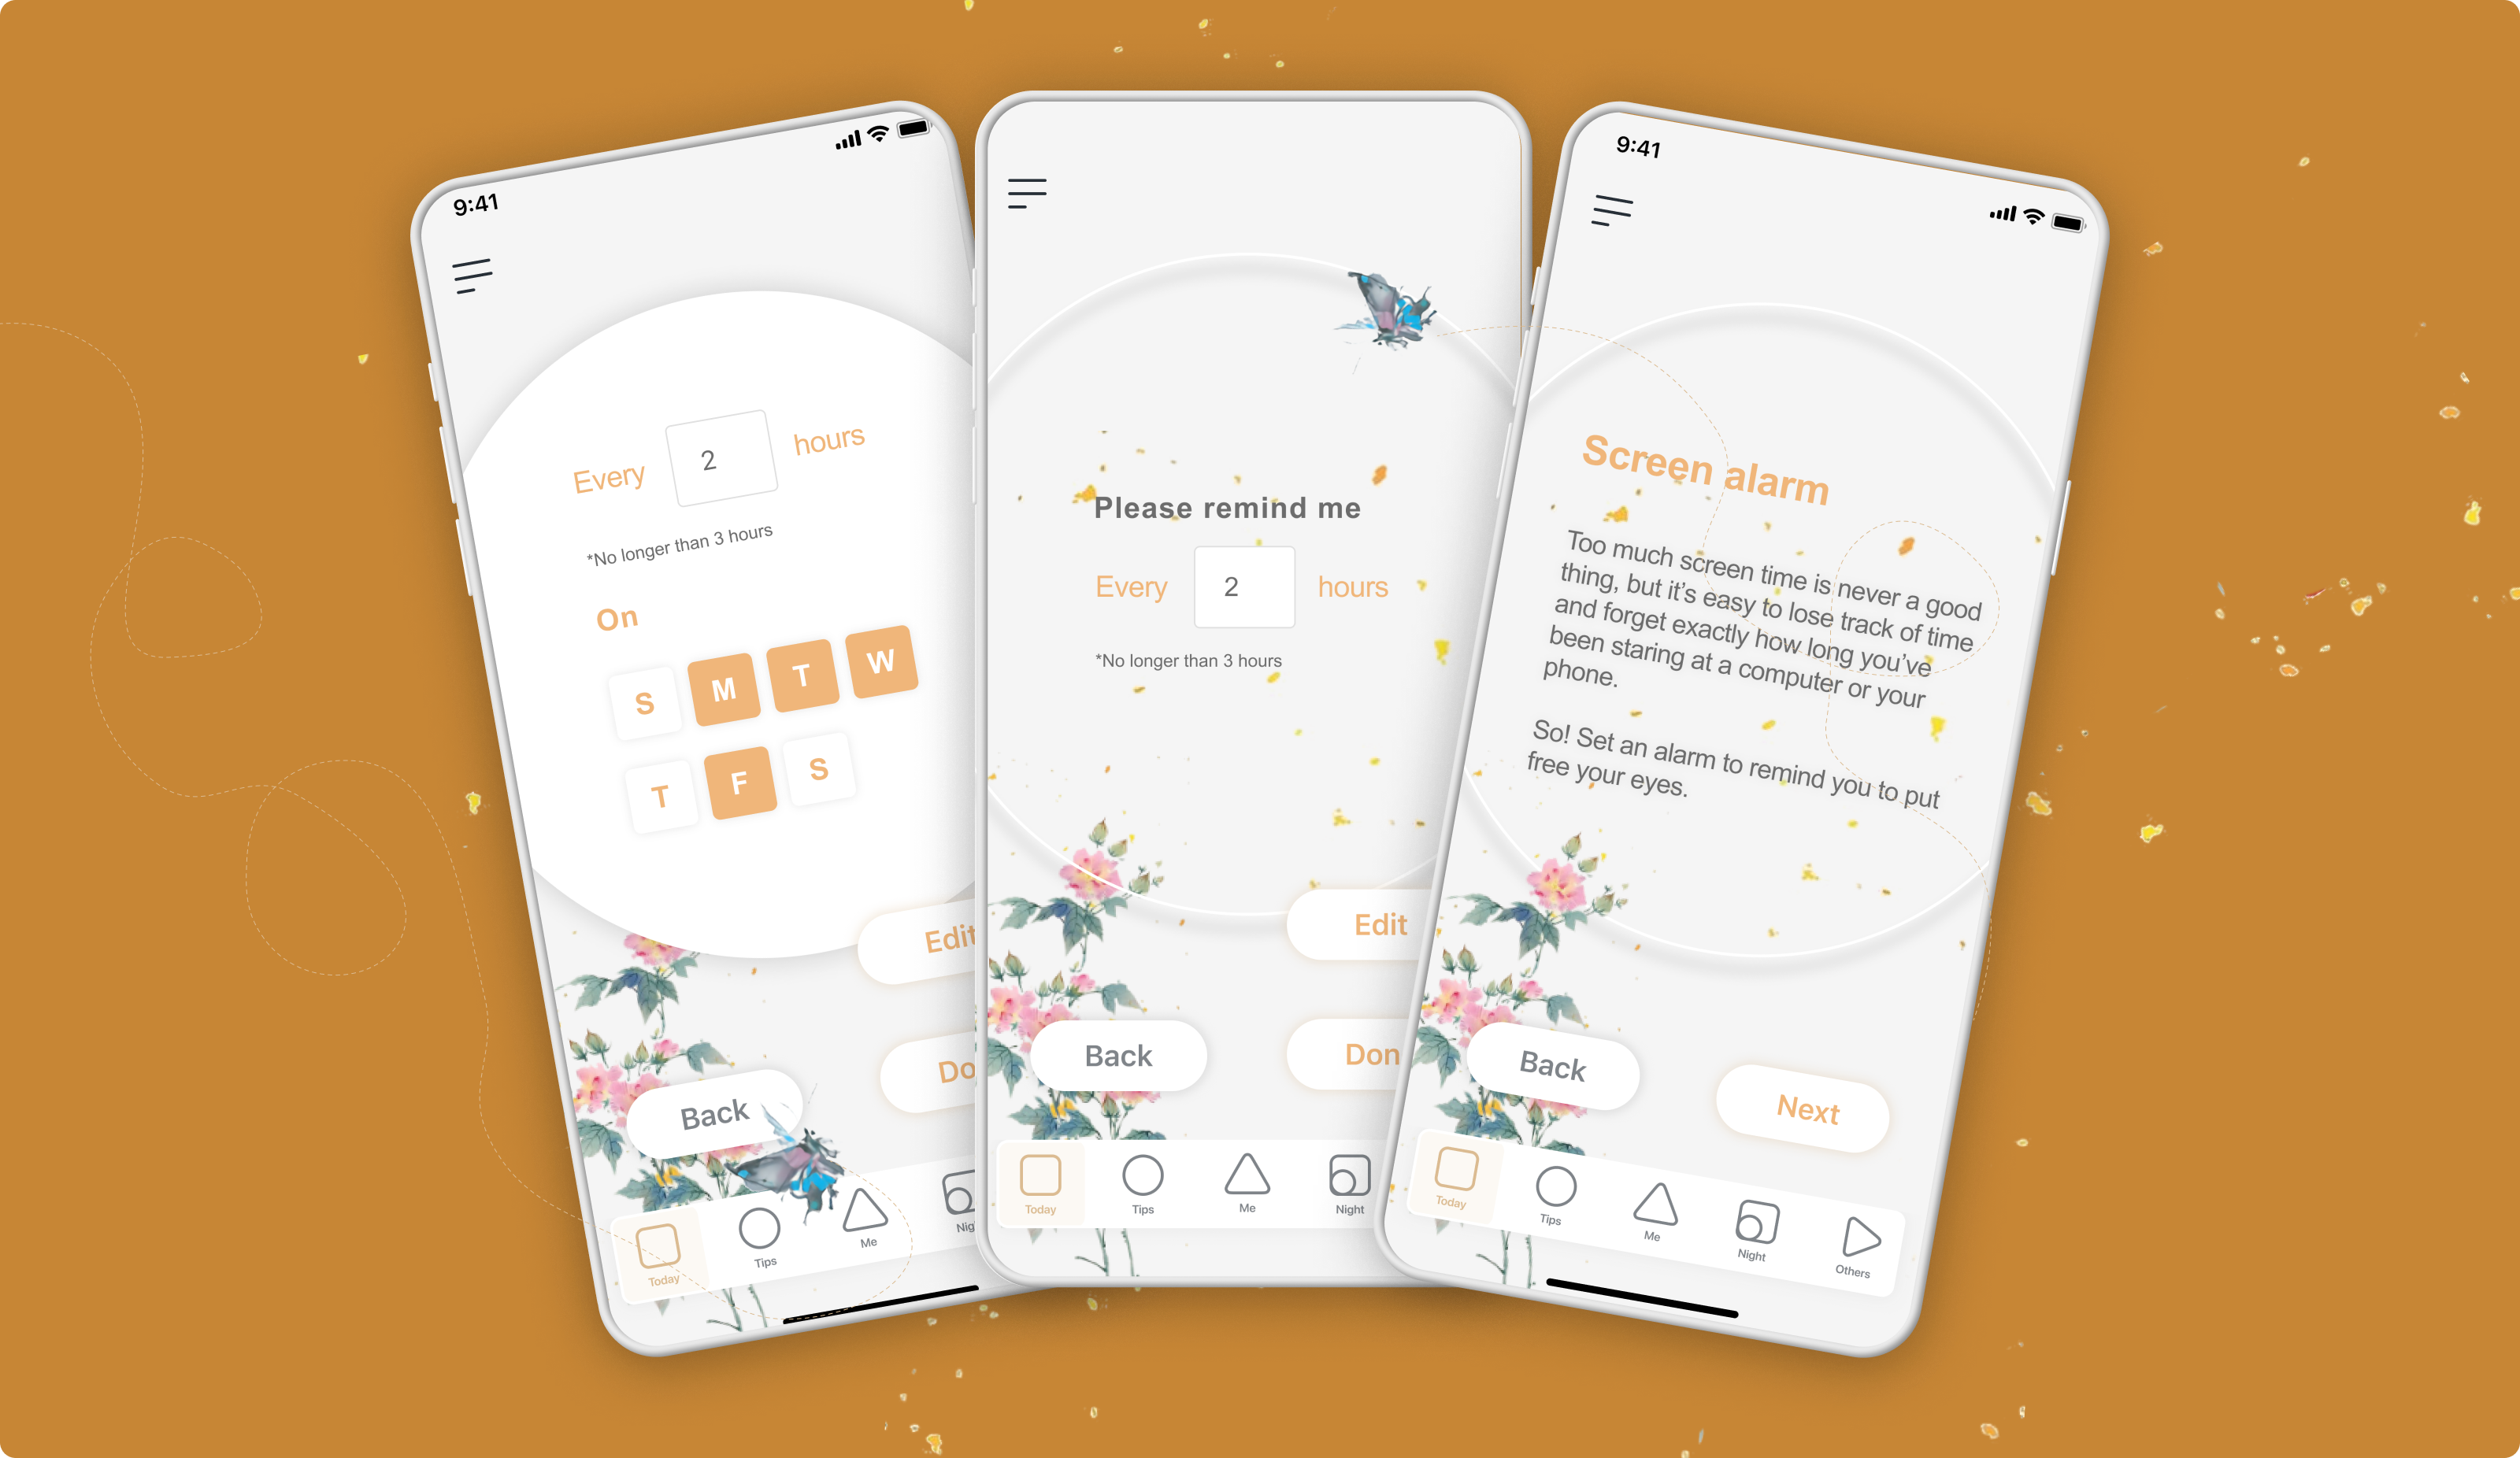 9:41
Every 2 hours
*No longer than 3 hours
On
S M T W
T F S
Edit
Back Do
Today Tips Me Nig
Please remind me
Every 2 hours
*No longer than 3 hours
Edit
Back Don
Today Tips Me Night
9:41
Screen alarm
Too much screen time is never a good
thing, but it’s easy to lose track of time
and forget exactly how long you’ve
been staring at a computer or your
phone.
So! Set an alarm to remind you to put
free your eyes.
Back Next
Today Tips Me Night Others